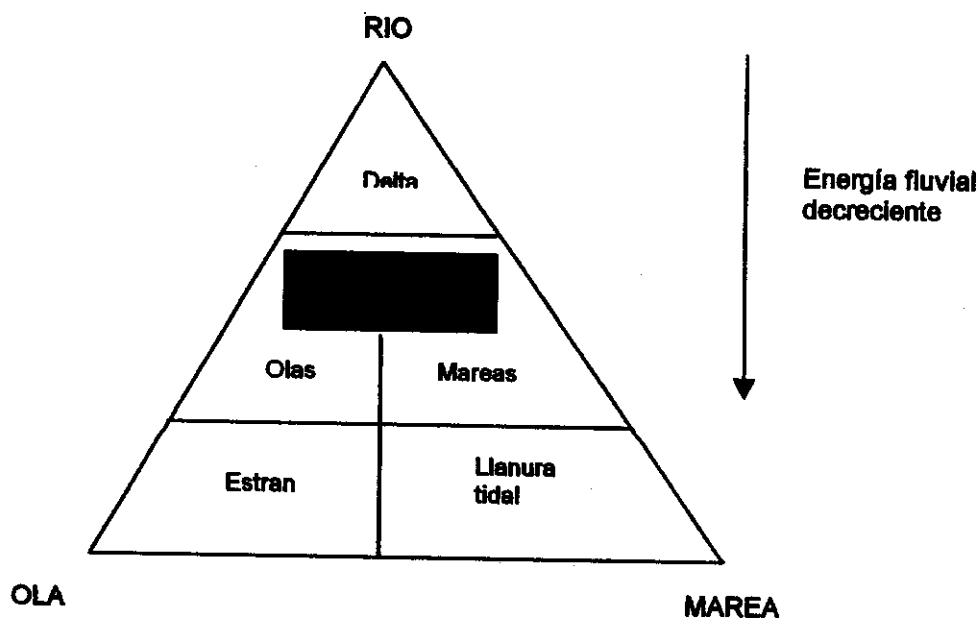 RIO
Delta
Energía fluvial
decreciente
Olas
Mareas
Estran
Llanura
tidal
OLA
MAREA